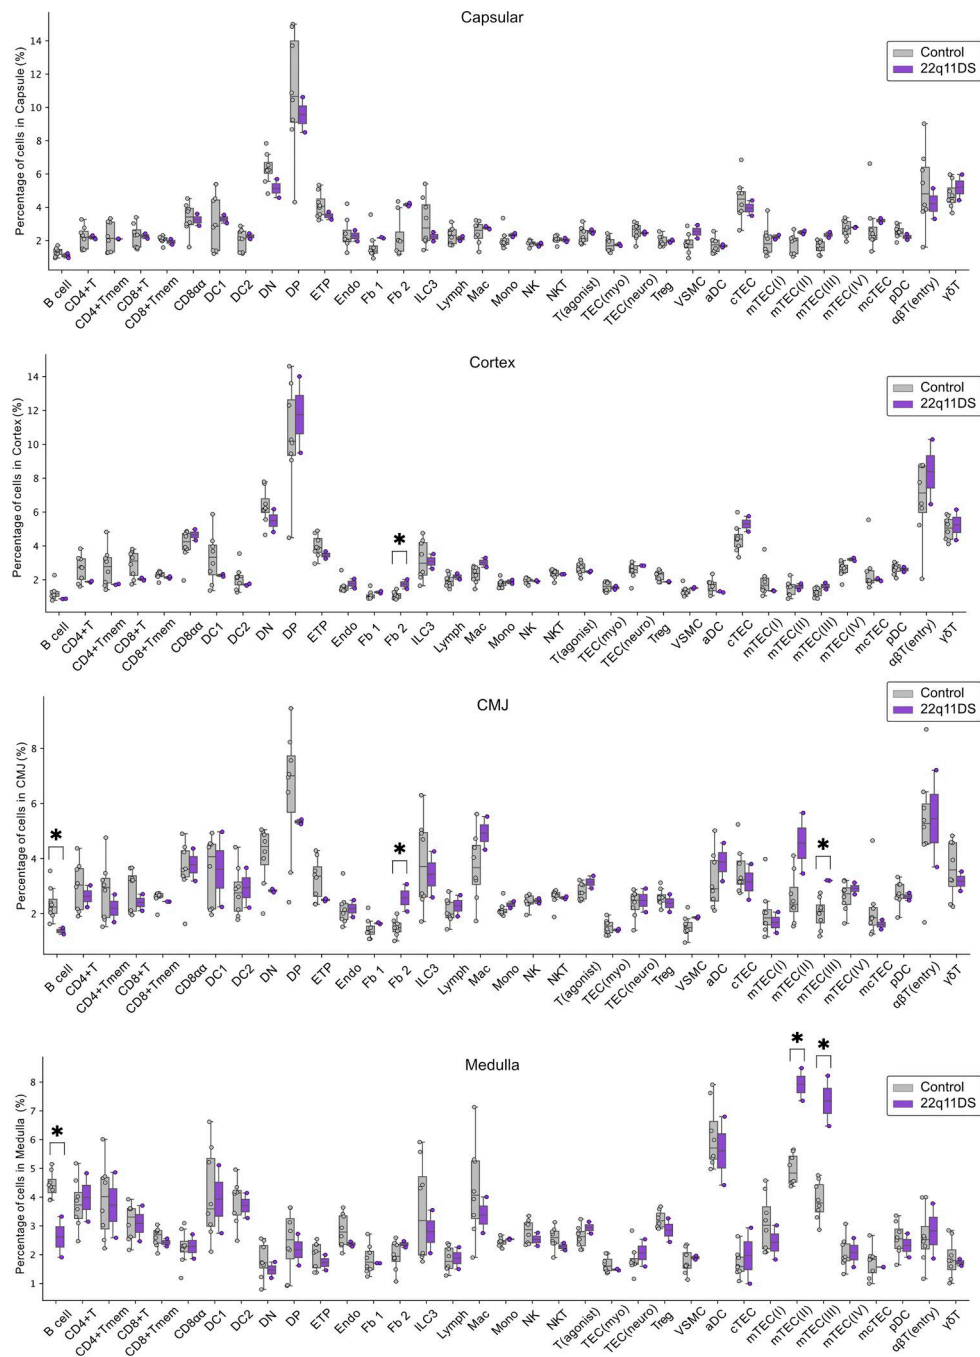 Capsular
Percentage of cells in Capsule (%)
14
12
10
8
6
4
2
Control
22q11DS
B cell
CD4+T
CD4+Tmem
CD8+T
CD8+Tmem
CD8αα
DC1
DC2
DN
DP
ETP
Endo
Fb 1
Fb 2
ILC3
Lymph
Mac
Mono
NK
NKT
T(agonist)
TEC(myo)
TEC(neuro)
Treg
VSMC
aDC
cTEC
mTEC(I)
mTEC(II)
mTEC(III)
mTEC(IV)
mcTEC
pDC
αβT(entry)
γδT
Cortex
Percentage of cells in Cortex (%)
14
12
10
8
6
4
2
Control
22q11DS
*
B cell
CD4+T
CD4+Tmem
CD8+T
CD8+Tmem
CD8αα
DC1
DC2
DN
DP
ETP
Endo
Fb 1
Fb 2
ILC3
Lymph
Mac
Mono
NK
NKT
T(agonist)
TEC(myo)
TEC(neuro)
Treg
VSMC
aDC
cTEC
mTEC(I)
mTEC(II)
mTEC(III)
mTEC(IV)
mcTEC
pDC
αβT(entry)
γδT
CMJ
Percentage of cells in CMJ (%)
8
6
4
2
Control
22q11DS
*
*
*
B cell
CD4+T
CD4+Tmem
CD8+T
CD8+Tmem
CD8αα
DC1
DC2
DN
DP
ETP
Endo
Fb 1
Fb 2
ILC3
Lymph
Mac
Mono
NK
NKT
T(agonist)
TEC(myo)
TEC(neuro)
Treg
VSMC
aDC
cTEC
mTEC(I)
mTEC(II)
mTEC(III)
mTEC(IV)
mcTEC
pDC
αβT(entry)
γδT
Medulla
Percentage of cells in Medulla (%)
8
7
6
5
4
3
2
1
Control
22q11DS
*
*
*
B cell
CD4+T
CD4+Tmem
CD8+T
CD8+Tmem
CD8αα
DC1
DC2
DN
DP
ETP
Endo
Fb 1
Fb 2
ILC3
Lymph
Mac
Mono
NK
NKT
T(agonist)
TEC(myo)
TEC(neuro)
Treg
VSMC
aDC
cTEC
mTEC(I)
mTEC(II)
mTEC(III)
mTEC(IV)
mcTEC
pDC
αβT(entry)
γδT